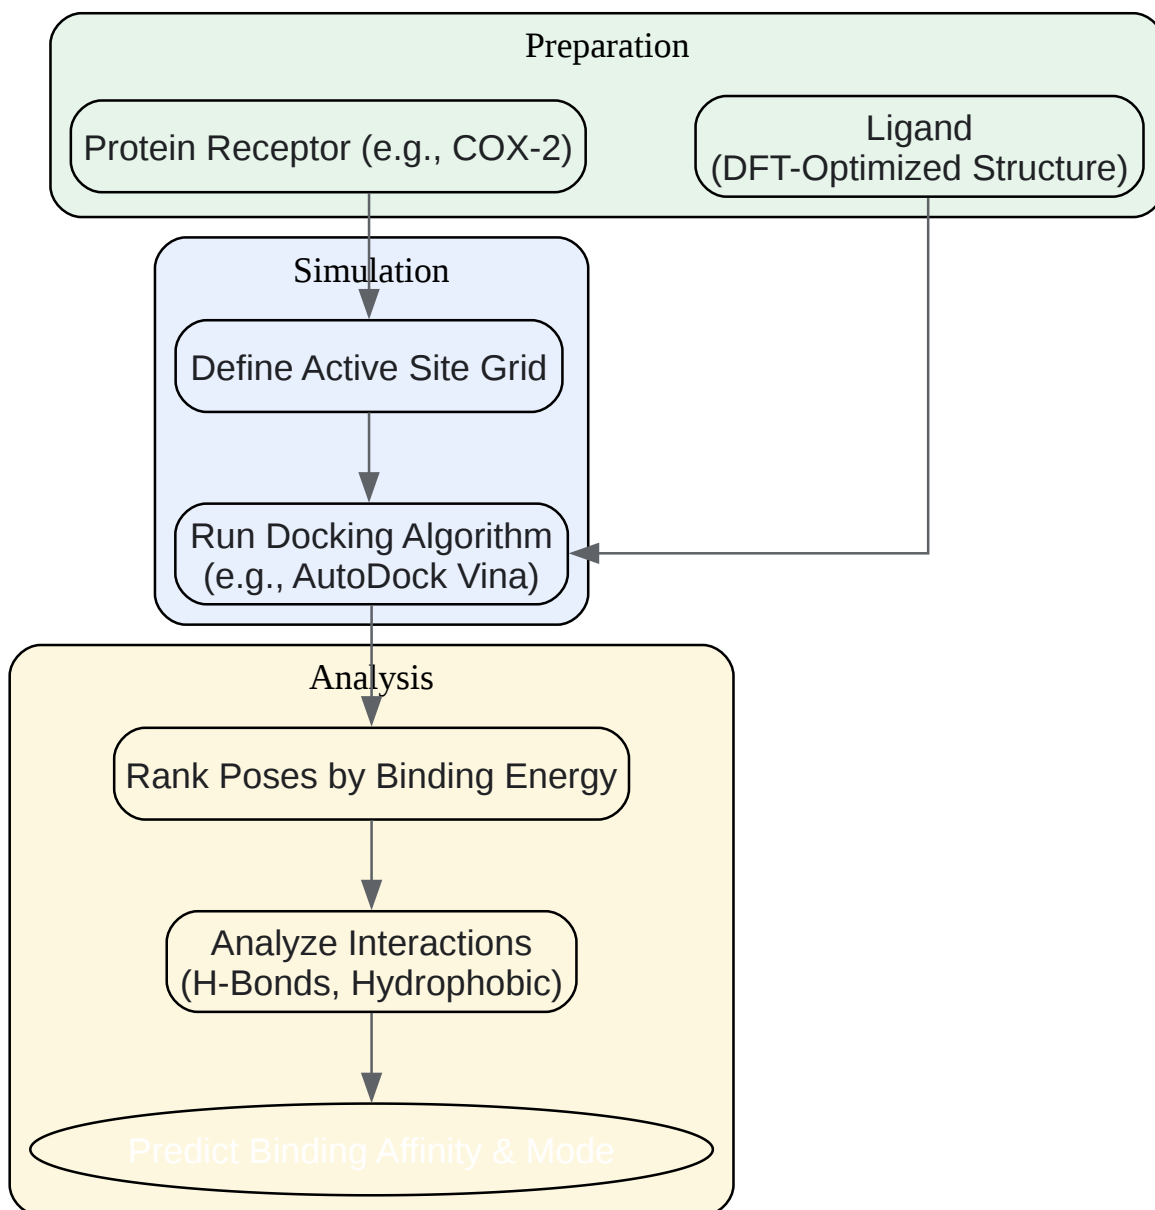 Preparation
Protein Receptor (e.g., COX-2)
Ligand
(DFT-Optimized Structure)
Simulation
Define Active Site Grid
Run Docking Algorithm
(e.g., AutoDock Vina)
Analysis
Rank Poses by Binding Energy
Analyze Interactions
(H-Bonds, Hydrophobic)
Predict Binding Affinity & Mode